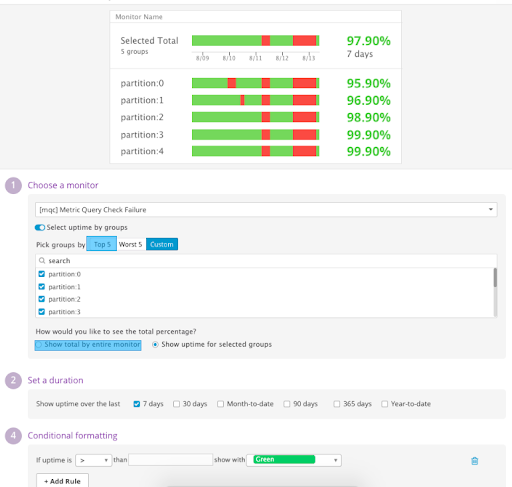 Monitor Name
Selected Total 97.90%
5 groups 7 days
8/09 8/10 8/11 8/12 8/13
partition:0 95.90%
partition:1 96.90%
partition:2 98.90%
partition:3 99.90%
partition:4 99.90%
1 Choose a monitor
[mqc] Metric Query Check Failure
Select uptime by groups
Pick groups by Top 5 Worst 5 Custom
search
partition:0
partition:1
partition:2
partition:3
How would you like to see the total percentage?
Show total by entire monitor Show uptime for selected groups
2 Set a duration
Show uptime over the last 7 days 30 days Month-to-date 90 days 365 days Year-to-date
4 Conditional formatting
If uptime is > than show with Green
+ Add Rule